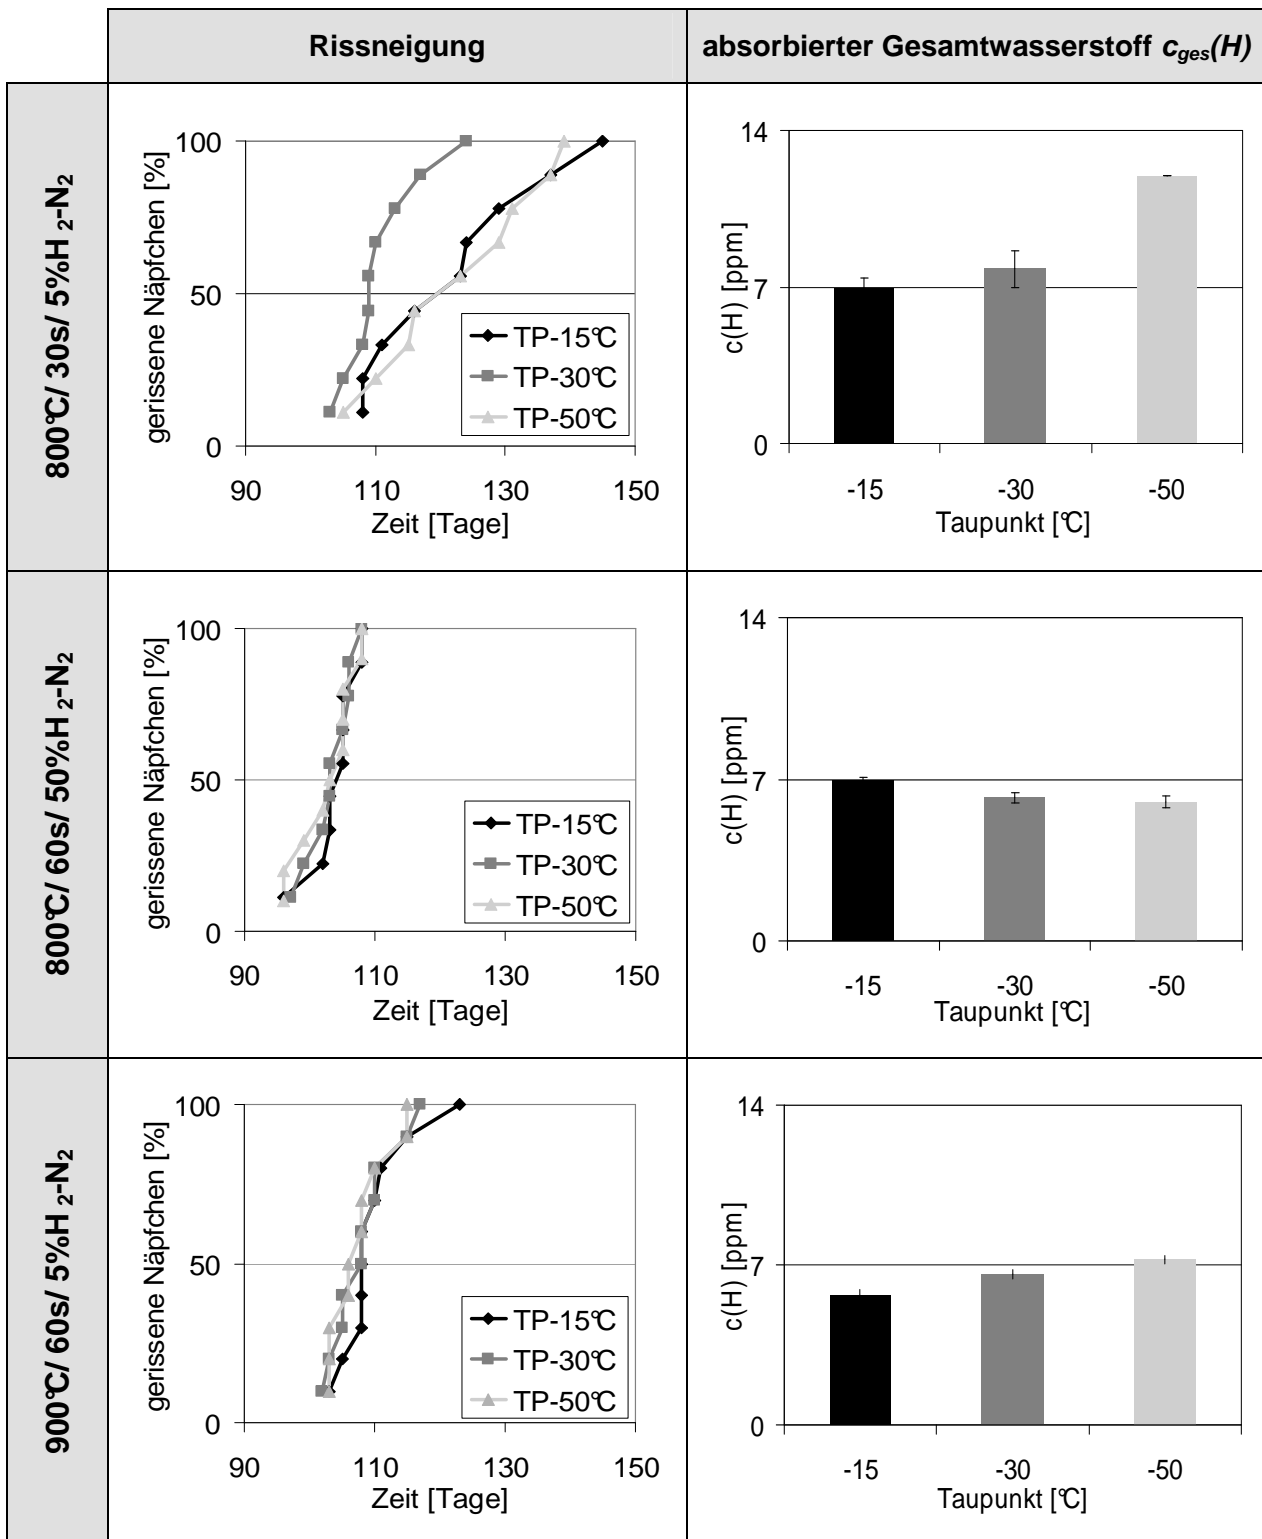 Rissneigung
absorbierter Gesamtwasserstoff cges(H)
800°C/ 30s/ 5%H2-N2
gerissene Näpfchen [%]
100
50
0
90 110 130 150
Zeit [Tage]
TP-15°C
TP-30°C
TP-50°C
c(H) [ppm]
14
7
0
-15 -30 -50
Taupunkt [°C]
800°C/ 60s/ 50%H2-N2
gerissene Näpfchen [%]
100
50
0
90 110 130 150
Zeit [Tage]
TP-15°C
TP-30°C
TP-50°C
c(H) [ppm]
14
7
0
-15 -30 -50
Taupunkt [°C]
900°C/ 60s/ 5%H2-N2
gerissene Näpfchen [%]
100
50
0
90 110 130 150
Zeit [Tage]
TP-15°C
TP-30°C
TP-50°C
c(H) [ppm]
14
7
0
-15 -30 -50
Taupunkt [°C]